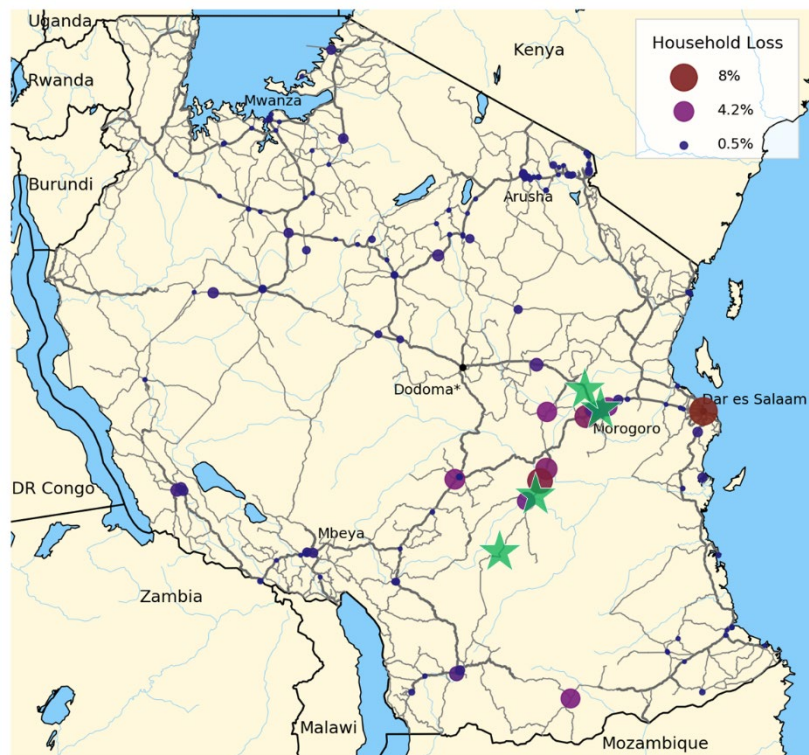 Uganda
Kenya
Household Loss
8%
4.2%
0.5%
Rwanda
Mwanza
Burundi
Arusha
Dodoma*
Dar es Salaam
Morogoro
DR Congo
Mbeya
Zambia
Malawi
Mozambique